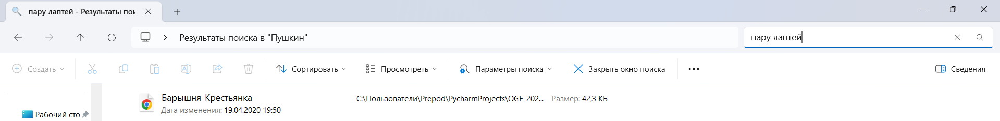 пару лаптей - Результаты пои
Результаты поиска в "Пушкин"
пару лаптей
Создать
Сортировать
Просмотреть
Параметры поиска
Закрыть окно поиска
Сведения
Барышня-Крестьянка
C:\Пользователи\Prepod\PycharmProjects\OGE-202...
Размер: 42,3 КБ
Дата изменения: 19.04.2020 19:50
Рабочий сто